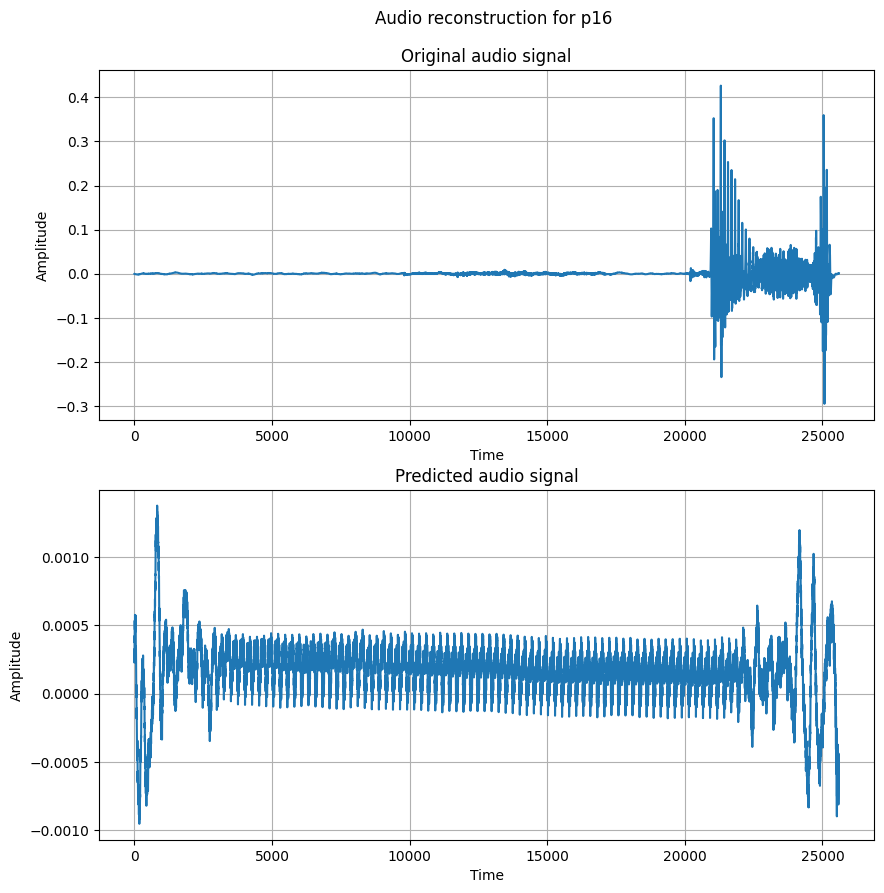 Audio reconstruction for p16
Original audio signal
Amplitude
0.4
0.3
0.2
0.1
0.0
−0.1
−0.2
−0.3
0 5000 10000 15000 20000 25000
Time
Predicted audio signal
Amplitude
0.0010
0.0005
0.0000
−0.0005
−0.0010
0 5000 10000 15000 20000 25000
Time